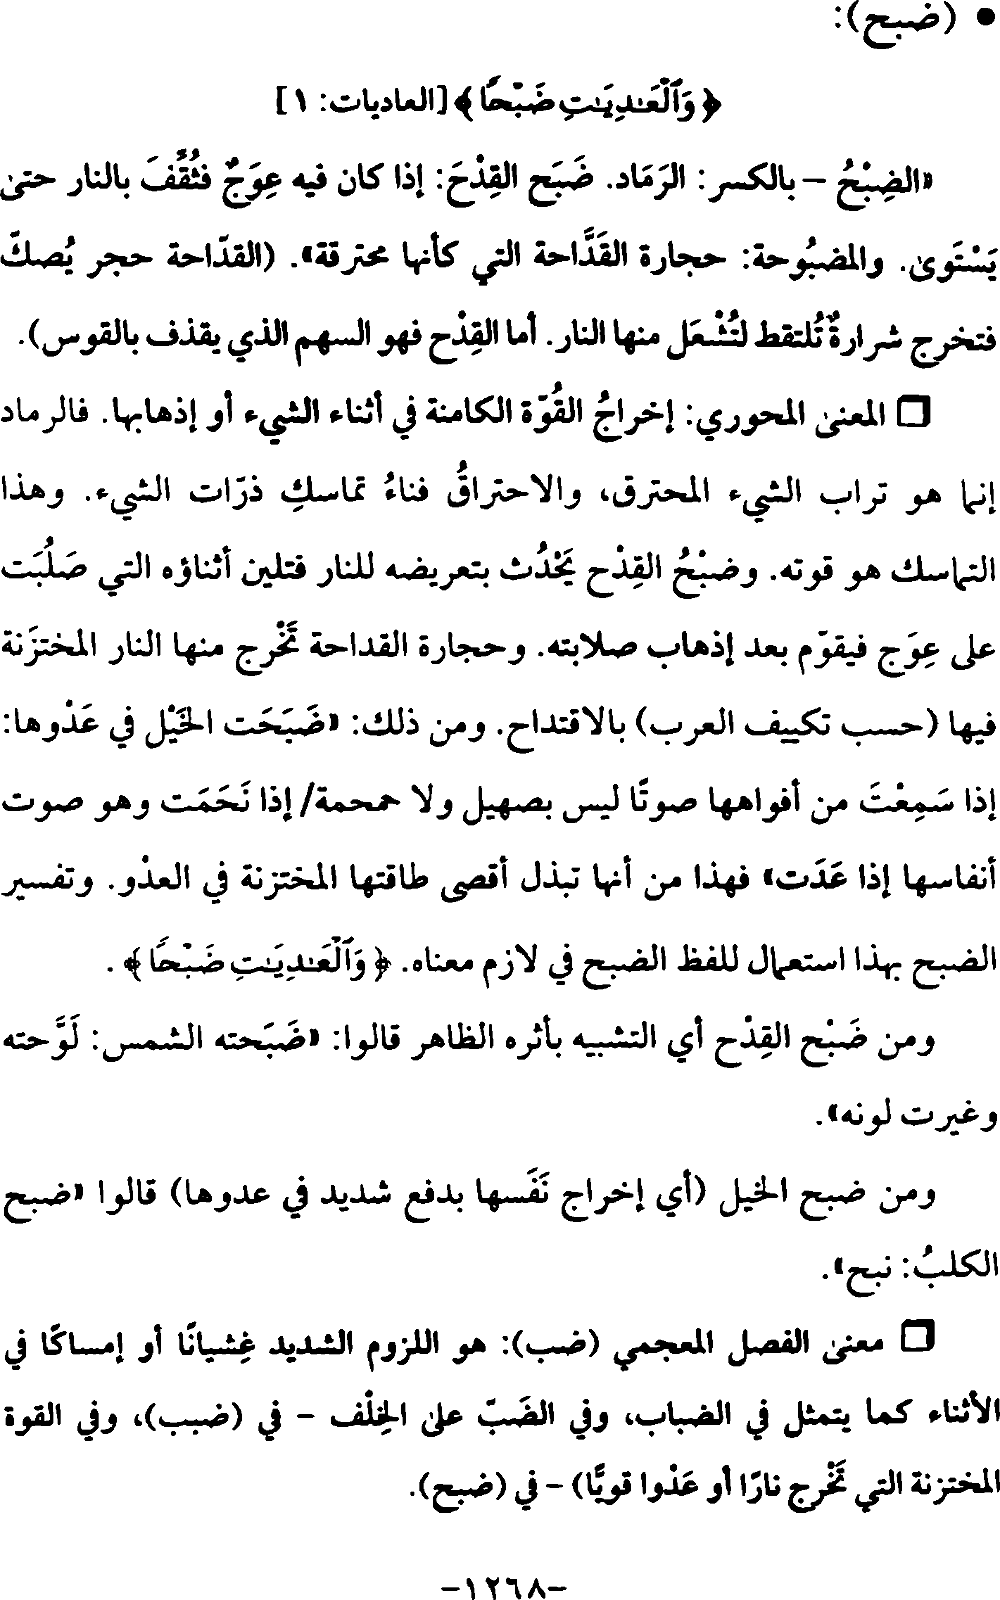 • (ضبح):
﴿ وَٱلْعَـٰدِيَـٰتِ ضَبْحًا ﴾ [العاديات: ١]
«الضِبْحُ – بالكسر: الرَمَاد. ضَبَح القِدْحَ: إذا كان فيه عِوَجٌ فثُقَّفَ بالنار حتىٰ
يَسْتَوىٰ. والمضبُوحة: حجارة القَدَّاحة التي كأنها محترقة». (القدّاحة حجر يُصكّ
فتخرج شرارةٌ تُلتقط لتُشْعَل منها النار. أما القِدْح فهو السهم الذي يقذف بالقوس).
❒ المعنىٰ المحوري: إخراجُ القُوّة الكامنة في أثناء الشيء أو إذهابها. فالرماد
إنما هو تراب الشيء المحترق، والاحتراقُ فناءُ تماسكِ ذرّات الشيء. وهذا
التماسك هو قوته. وضبْحُ القِدْح يَحْدُث بتعريضه للنار فتلين أثناؤه التي صَلُبَت
على عِوَج فيقوّم بعد إذهاب صلابته. وحجارة القداحة تَخْرج منها النار المختزَنة
فيها (حسب تكييف العرب) بالاقتداح. ومن ذلك: «ضَبَحَت الخَيْل في عَدْوها:
إذا سَمِعْتَ من أفواهها صوتًا ليس بصهيل ولا حمحمة/ إذا نَحَمَت وهو صوت
أنفاسها إذا عَدَت» فهذا من أنها تبذل أقصى طاقتها المختزنة في العدْو. وتفسير
الضبح بهذا استعمال للفظ الضبح في لازم معناه. ﴿ وَٱلْعَـٰدِيَـٰتِ ضَبْحًا ﴾ .
ومن ضَبْح القِدْح أي التشبيه بأثره الظاهر قالوا: «ضَبَحته الشمس: لَوَّحته
وغيرت لونه».
ومن ضبح الخيل (أي إخراج نَفَسها بدفع شديد في عدوها) قالوا «ضبح
الكلبُ: نبح».
❒ معنىٰ الفصل المعجمي (ضب): هو اللزوم الشديد غِشيانًا أو إمساكًا في
الأثناء كما يتمثل في الضباب، وفي الضَبّ علىٰ الخِلْف – في (ضبب)، وفي القوة
المختزنة التي تَخْرج نارًا أو عَدْوا قويًّا) – في (ضبح).
-١٢٦٨-